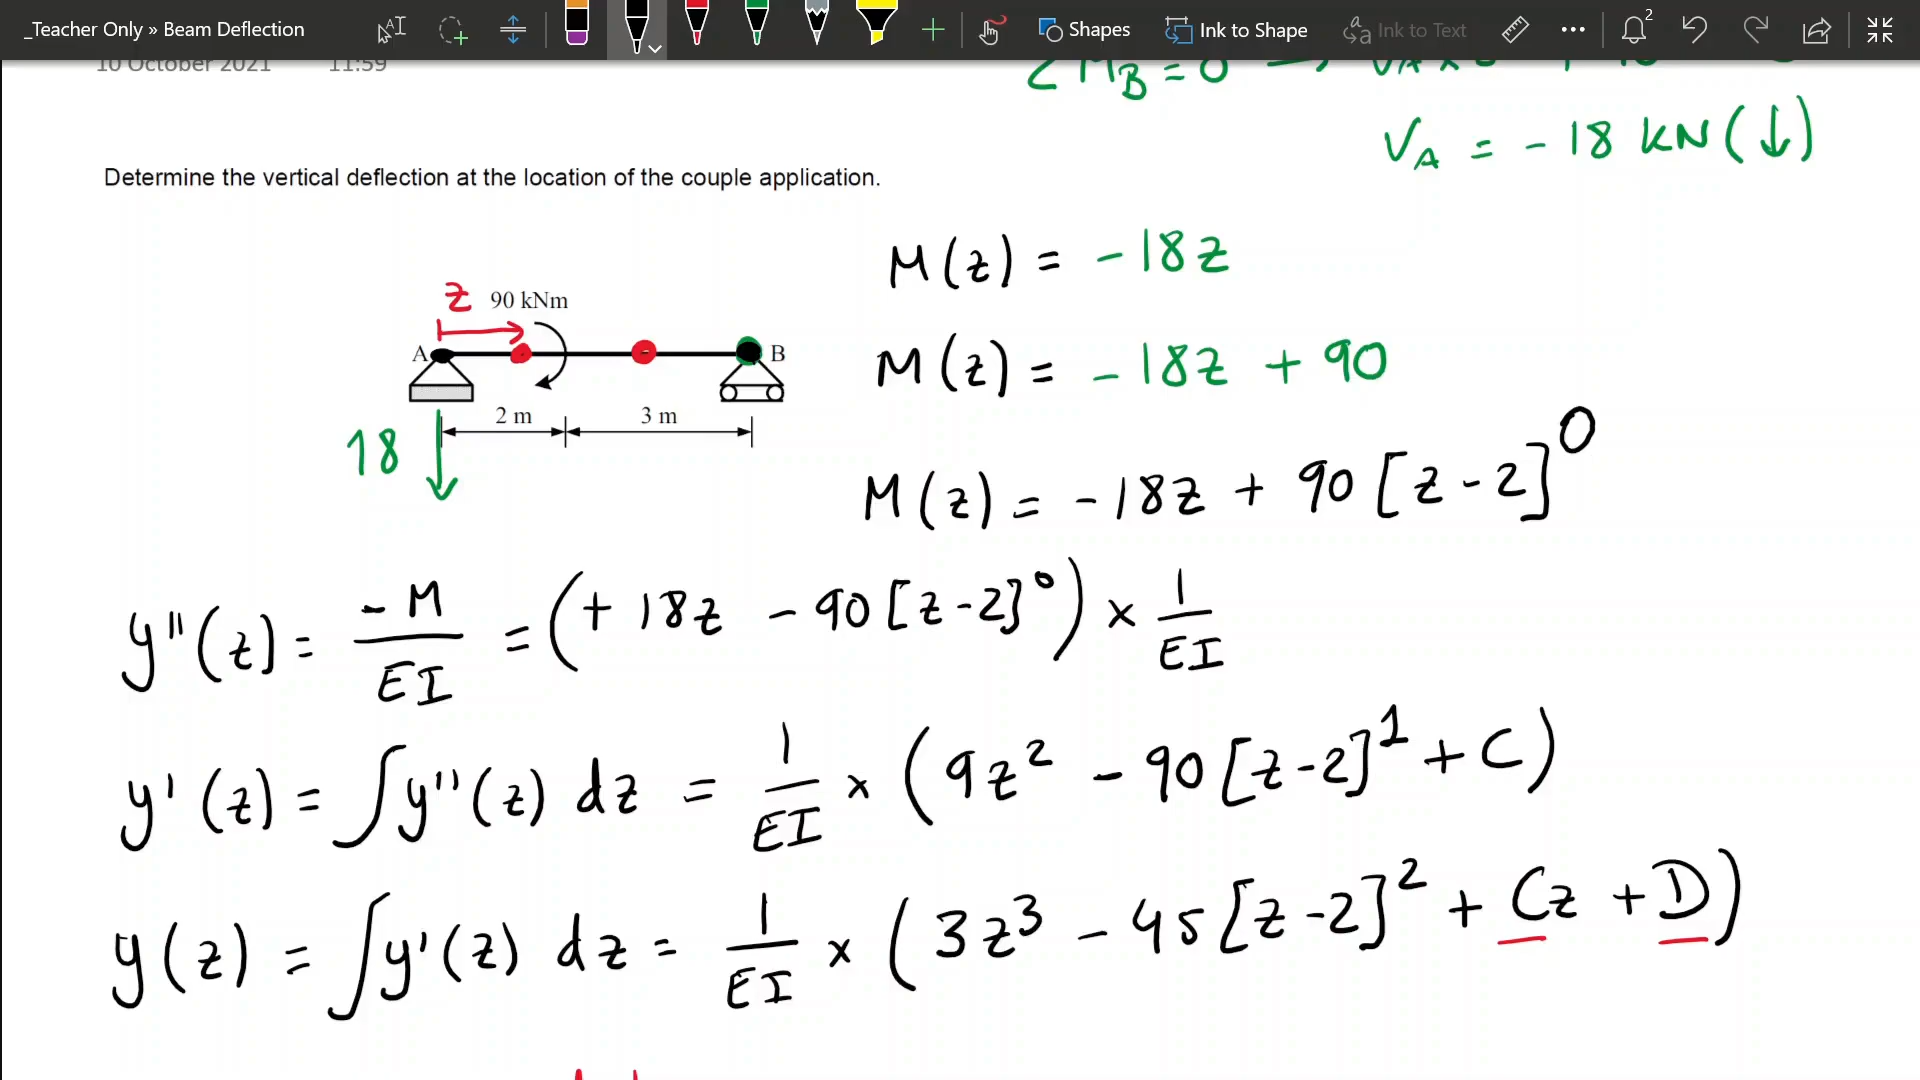 _Teacher Only » Beam Deflection
Shapes
Ink to Shape
Ink to Text
2
10 October 2021 11:59
ΣM_B = 0
V_A = -18 kN (↓)
Determine the vertical deflection at the location of the couple application.
M(z) = -18z
z 90 kNm
A B
M(z) = -18z + 90
2 m 3 m
18
M(z) = -18z + 90[z-2]^0
y''(z) = -M/EI = (+18z - 90[z-2]^0) × 1/EI
y'(z) = ∫y''(z) dz = 1/EI × (9z^2 - 90[z-2]^1 + C)
y(z) = ∫y'(z) dz = 1/EI × (3z^3 - 45[z-2]^2 + Cz + D)